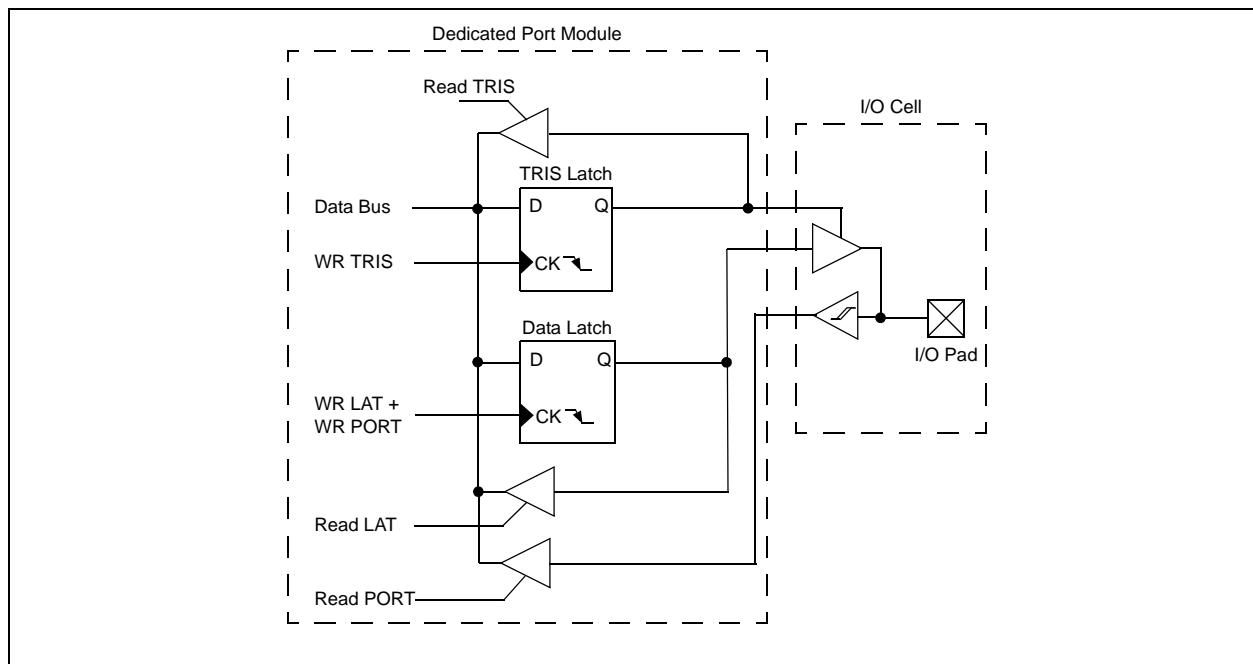 Dedicated Port Module
Read TRIS
I/O Cell
TRIS Latch
Data Bus
D Q
WR TRIS
CK
I/O Pad
Data Latch
D Q
WR LAT +
WR PORT
CK
Read LAT
Read PORT